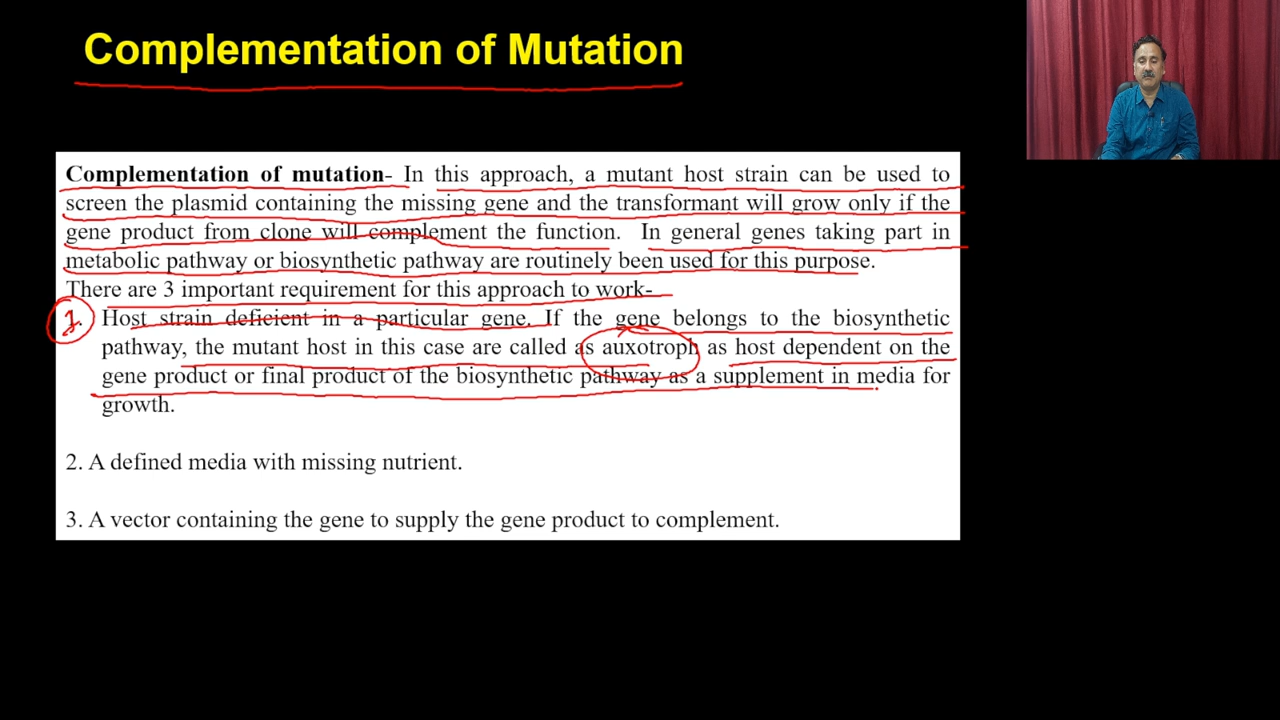 Complementation of Mutation
Complementation of mutation- In this approach, a mutant host strain can be used to
screen the plasmid containing the missing gene and the transformant will grow only if the
gene product from clone will complement the function. In general genes taking part in
metabolic pathway or biosynthetic pathway are routinely been used for this purpose.
There are 3 important requirement for this approach to work-
1. Host strain deficient in a particular gene. If the gene belongs to the biosynthetic
pathway, the mutant host in this case are called as auxotroph as host dependent on the
gene product or final product of the biosynthetic pathway as a supplement in media for
growth.
2. A defined media with missing nutrient.
3. A vector containing the gene to supply the gene product to complement.